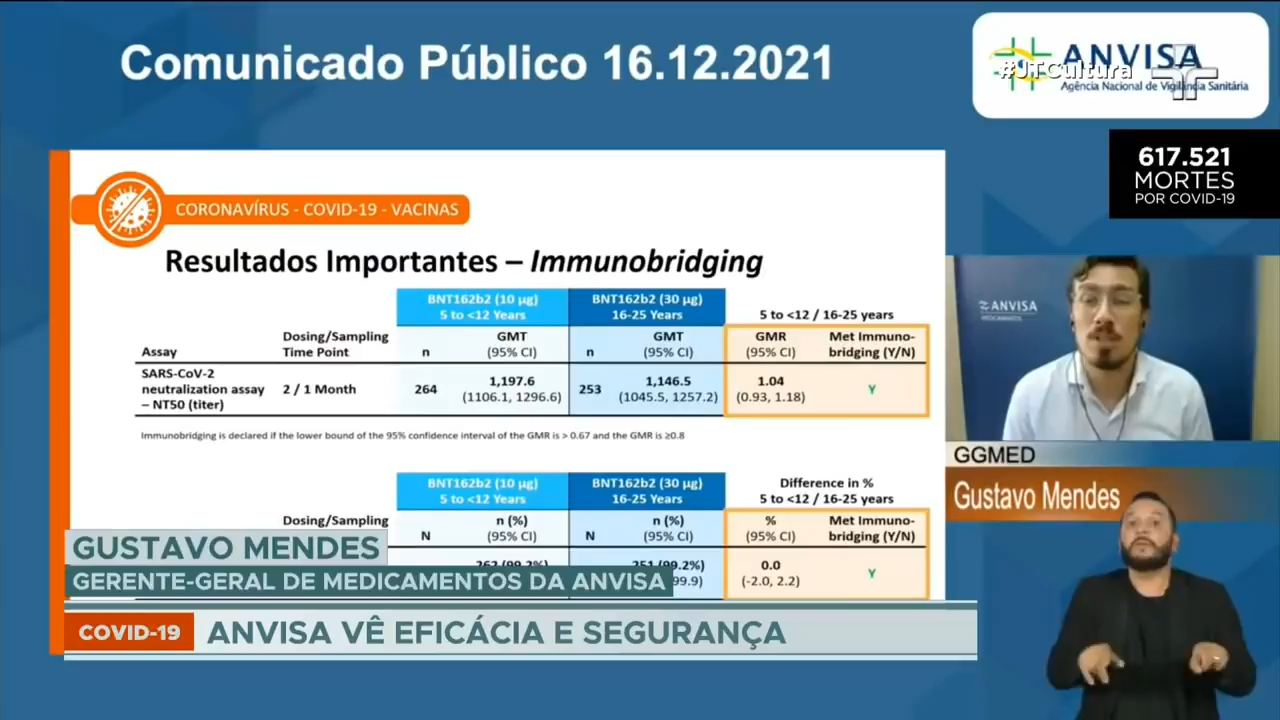 Comunicado Público 16.12.2021
ANVISA
Agência Nacional de Vigilância Sanitária
#JTCultura
617.521
MORTES
POR COVID-19
CORONAVÍRUS - COVID-19 - VACINAS
Resultados Importantes – Immunobridging
BNT162b2 (10 µg) BNT162b2 (30 µg)
5 to <12 Years 16-25 Years 5 to <12 / 16-25 years
Dosing/Sampling GMT GMT GMR Met Immuno-
Assay Time Point n (95% CI) n (95% CI) (95% CI) bridging (Y/N)
SARS-CoV-2
neutralization assay
– NT50 (titer)
2 / 1 Month 264 1,197.6 253 1,146.5 1.04 Y
(1106.1, 1296.6) (1045.5, 1257.2) (0.93, 1.18)
Immunobridging is declared if the lower bound of the 95% confidence interval of the GMR is > 0.67 and the GMR is ≥0.8
BNT162b2 (10 µg) BNT162b2 (30 µg) Difference in %
5 to <12 Years 16-25 Years 5 to <12 / 16-25 years
Dosing/Sampling n (%) n (%) % Met Immuno-
N (95% CI) N (95% CI) (95% CI) bridging (Y/N)
262 (99.2%) 251 (99.2%) 0.0 Y
99.9) (-2.0, 2.2)
ANVISA
MEDICAMENTOS
GGMED
Gustavo Mendes
GUSTAVO MENDES
GERENTE-GERAL DE MEDICAMENTOS DA ANVISA
COVID-19 ANVISA VÊ EFICÁCIA E SEGURANÇA